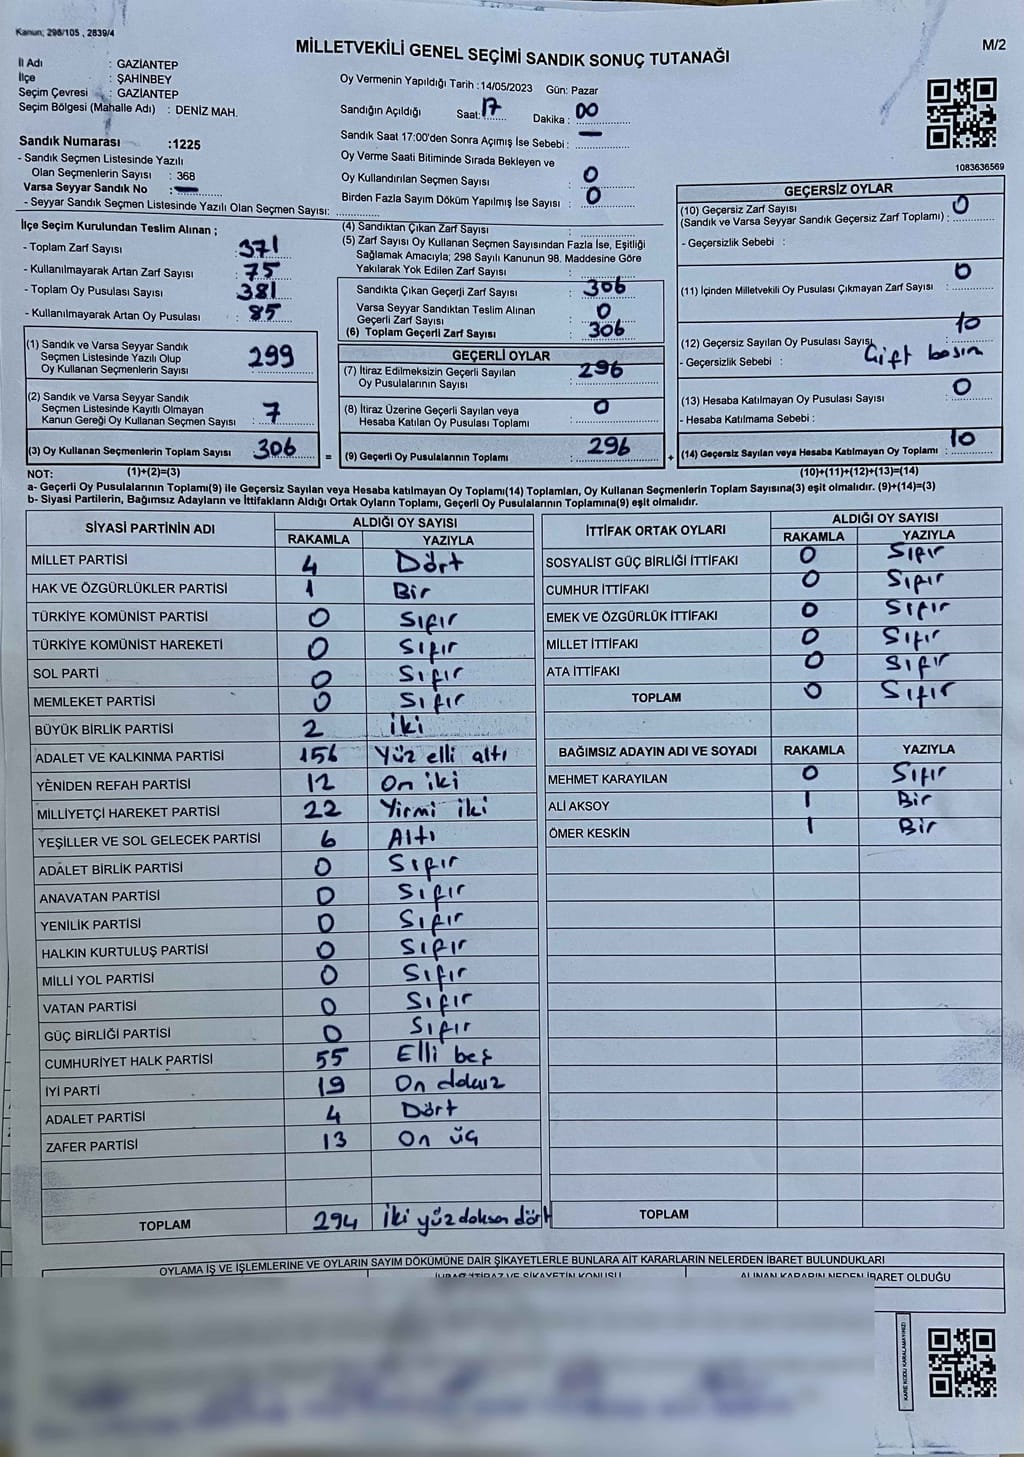 Kanun; 298/105 , 2839/4
MİLLETVEKİLİ GENEL SEÇİMİ SANDIK SONUÇ TUTANAĞI
M/2
İl Adı : GAZİANTEP
İlçe : ŞAHİNBEY
Seçim Çevresi : GAZİANTEP
Seçim Bölgesi (Mahalle Adı) : DENİZ MAH.
Oy Vermenin Yapıldığı Tarih : 14/05/2023 Gün: Pazar
Sandığın Açıldığı Saat: 17 Dakika : 00
Sandık Saat 17:00'den Sonra Açımış İse Sebebi : —
Oy Verme Saati Bitiminde Sırada Bekleyen ve
Oy Kullandırılan Seçmen Sayısı : 0
Birden Fazla Sayım Döküm Yapılmış İse Sayısı : 0
1083636569
Sandık Numarası :1225
- Sandık Seçmen Listesinde Yazılı
Olan Seçmenlerin Sayısı : 368
Varsa Seyyar Sandık No : —
- Seyyar Sandık Seçmen Listesinde Yazılı Olan Seçmen Sayısı:
İlçe Seçim Kurulundan Teslim Alınan ;
- Toplam Zarf Sayısı : 371
- Kullanılmayarak Artan Zarf Sayısı : 75
- Toplam Oy Pusulası Sayısı : 381
- Kullanılmayarak Artan Oy Pusulası : 85
(1) Sandık ve Varsa Seyyar Sandık
Seçmen Listesinde Yazılı Olup
Oy Kullanan Seçmenlerin Sayısı : 299
(2) Sandık ve Varsa Seyyar Sandık
Seçmen Listesinde Kayıtlı Olmayan
Kanun Gereği Oy Kullanan Seçmen Sayısı : 7
(3) Oy Kullanan Seçmenlerin Toplam Sayısı : 306
(4) Sandıktan Çıkan Zarf Sayısı :
(5) Zarf Sayısı Oy Kullanan Seçmen Sayısından Fazla İse, Eşitliği
Sağlamak Amacıyla; 298 Sayılı Kanunun 98. Maddesine Göre
Yakılarak Yok Edilen Zarf Sayısı :
Sandıkta Çıkan Geçerji Zarf Sayısı : 306
Varsa Seyyar Sandıktan Teslim Alınan
Geçerli Zarf Sayısı : 0
(6) Toplam Geçerli Zarf Sayısı : 306
GEÇERLİ OYLAR
(7) İtiraz Edilmeksizin Geçerli Sayılan
Oy Pusulalarının Sayısı : 296
(8) İtiraz Üzerine Geçerli Sayılan veya
Hesaba Katılan Oy Pusulası Toplamı : 0
= (9) Geçerli Oy Pusulalarının Toplamı : 296
GEÇERSİZ OYLAR
(10) Geçersiz Zarf Sayısı
(Sandık ve Varsa Seyyar Sandık Geçersiz Zarf Toplamı) : 0
- Geçersizlik Sebebi :
(11) İçinden Milletvekili Oy Pusulası Çıkmayan Zarf Sayısı : 0
(12) Geçersiz Sayılan Oy Pusulası Sayısı 10
- Geçersizlik Sebebi : Çift basım
(13) Hesaba Katılmayan Oy Pusulası Sayısı : 0
- Hesaba Katılmama Sebebi :
+ (14) Geçersiz Sayılan veya Hesaba Katılmayan Oy Toplamı : 10
NOT: (1)+(2)=(3) (10)+(11)+(12)+(13)=(14)
a- Geçerli Oy Pusulalarının Toplamı(9) ile Geçersiz Sayılan veya Hesaba katılmayan Oy Toplamı(14) Toplamları, Oy Kullanan Seçmenlerin Toplam Sayısına(3) eşit olmalıdır. (9)+(14)=(3)
b- Siyasi Partilerin, Bağımsız Adayların ve İttifakların Aldığı Ortak Oyların Toplamı, Geçerli Oy Pusulalarının Toplamına(9) eşit olmalıdır.
SİYASİ PARTİNİN ADI ALDIĞI OY SAYISI
RAKAMLA YAZIYLA
MİLLET PARTİSİ 4 Dört
HAK VE ÖZGÜRLÜKLER PARTİSİ 1 Bir
TÜRKİYE KOMÜNİST PARTİSİ 0 Sıfır
TÜRKİYE KOMÜNİST HAREKETİ 0 Sıfır
SOL PARTİ 0 Sıfır
MEMLEKET PARTİSİ 0 Sıfır
BÜYÜK BİRLİK PARTİSİ 2 İki
ADALET VE KALKINMA PARTİSİ 156 Yüz elli altı
YENİDEN REFAH PARTİSİ 12 On iki
MİLLİYETÇİ HAREKET PARTİSİ 22 Yirmi iki
YEŞİLLER VE SOL GELECEK PARTİSİ 6 Altı
ADALET BİRLİK PARTİSİ 0 Sıfır
ANAVATAN PARTİSİ 0 Sıfır
YENİLİK PARTİSİ 0 Sıfır
HALKIN KURTULUŞ PARTİSİ 0 Sıfır
MİLLİ YOL PARTİSİ 0 Sıfır
VATAN PARTİSİ 0 Sıfır
GÜÇ BİRLİĞİ PARTİSİ 0 Sıfır
CUMHURİYET HALK PARTİSİ 55 Elli beş
İYİ PARTİ 19 On dokuz
ADALET PARTİSİ 4 Dört
ZAFER PARTİSİ 13 On üç
TOPLAM 294 İki yüz doksan dört
İTTİFAK ORTAK OYLARI ALDIĞI OY SAYISI
RAKAMLA YAZIYLA
SOSYALİST GÜÇ BİRLİĞİ İTTİFAKI 0 Sıfır
CUMHUR İTTİFAKI 0 Sıfır
EMEK VE ÖZGÜRLÜK İTTİFAKI 0 Sıfır
MİLLET İTTİFAKI 0 Sıfır
ATA İTTİFAKI 0 Sıfır
TOPLAM 0 Sıfır
BAĞIMSIZ ADAYIN ADI VE SOYADI RAKAMLA YAZIYLA
MEHMET KARAYILAN 0 Sıfır
ALİ AKSOY 1 Bir
ÖMER KESKİN 1 Bir
TOPLAM
OYLAMA İŞ VE İŞLEMLERİNE VE OYLARIN SAYIM DÖKÜMÜNE DAİR ŞİKAYETLERLE BUNLARA AİT KARARLARIN NELERDEN İBARET BULUNDUKLARI
İTİRAZ VE ŞİKAYETİN KONUSU ALINAN KARARIN NEDEN İBARET OLDUĞU
KARE KODU KARALAMAYINIZ!